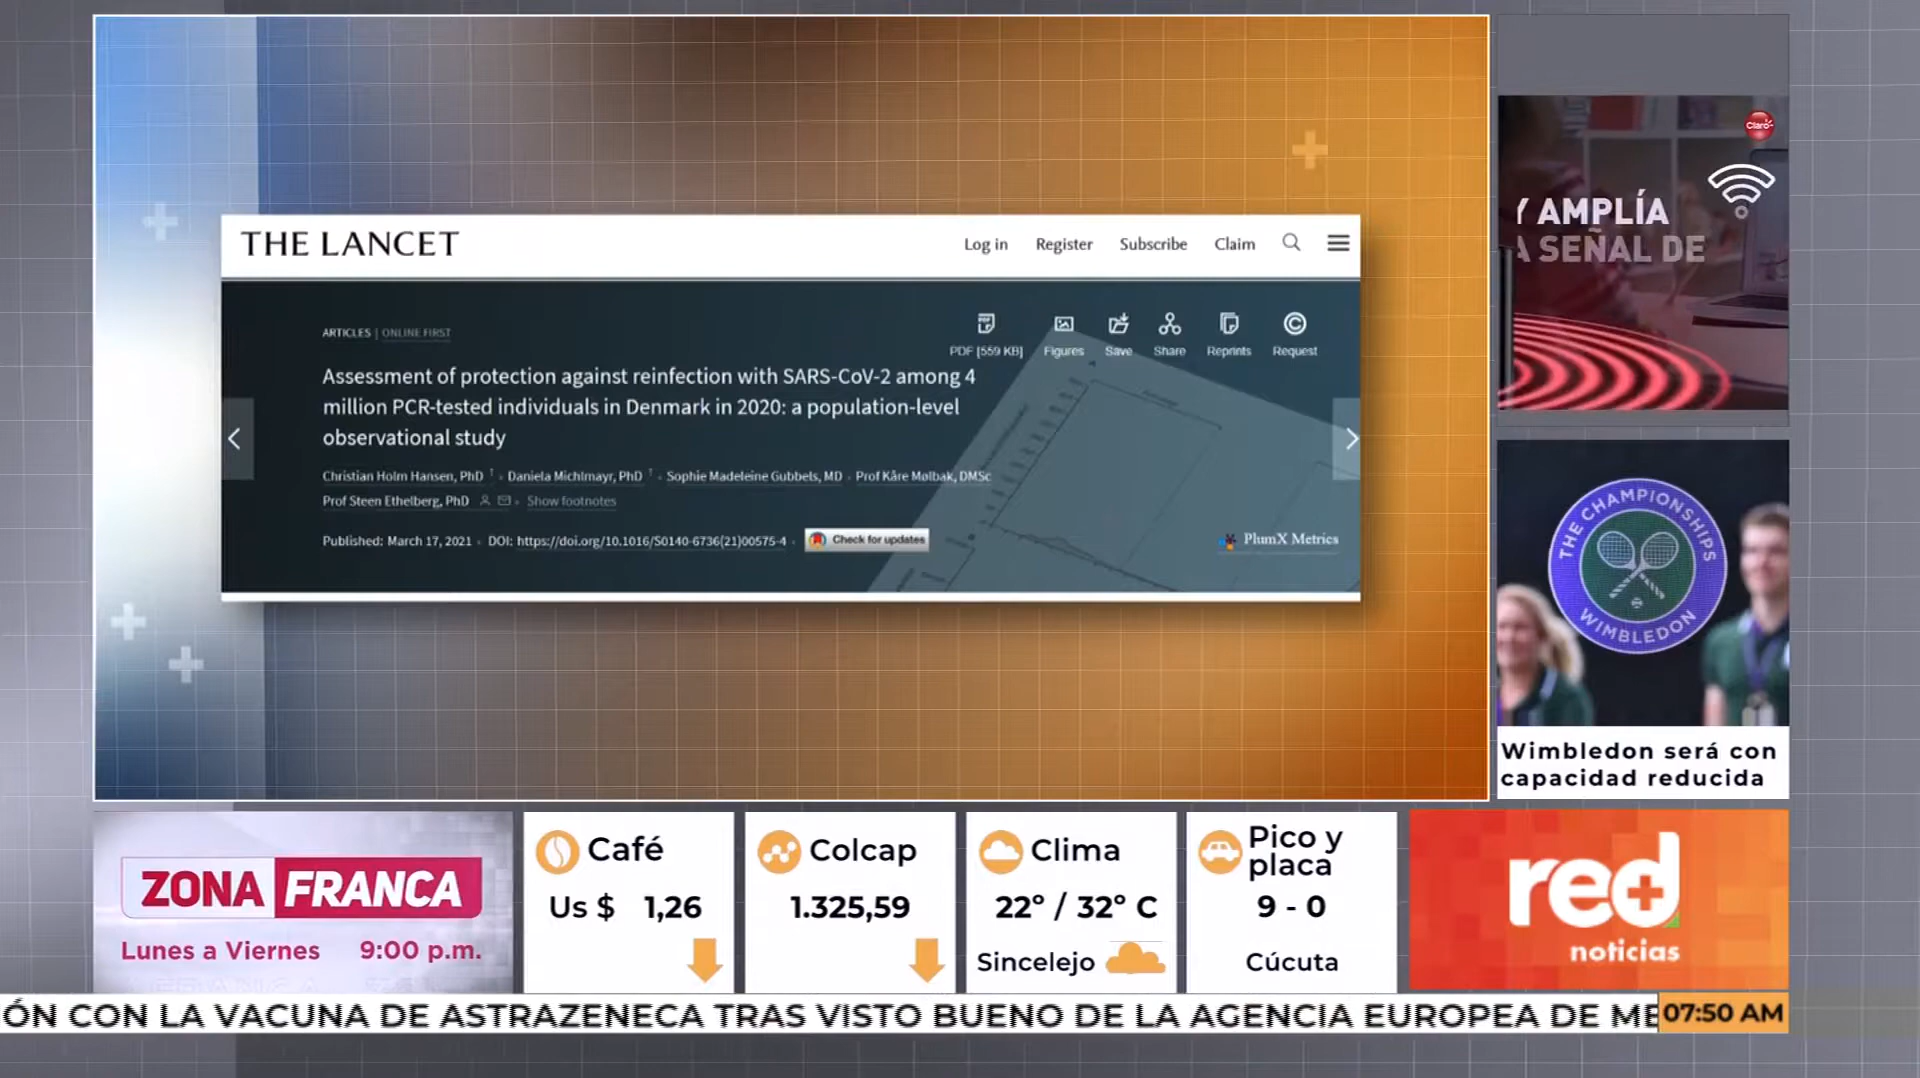 THE LANCET
Log in Register Subscribe Claim
ARTICLES | ONLINE FIRST
PDF [559 KB] Figures Save Share Reprints Request
Assessment of protection against reinfection with SARS-CoV-2 among 4
million PCR-tested individuals in Denmark in 2020: a population-level
observational study
Christian Holm Hansen, PhD † • Daniela Michlmayr, PhD † • Sophie Madeleine Gubbels, MD • Prof Kåre Mølbak, DMSc
Prof Steen Ethelberg, PhD • Show footnotes
Published: March 17, 2021 • DOI: https://doi.org/10.1016/S0140-6736(21)00575-4 •
Check for updates
PlumX Metrics
Claro
Y AMPLÍA
A SEÑAL DE
THE CHAMPIONSHIPS
WIMBLEDON
Wimbledon será con
capacidad reducida
ZONA FRANCA
Lunes a Viernes 9:00 p.m.
Café
Us $ 1,26
Colcap
1.325,59
Clima
22º / 32º C
Sincelejo
Pico y
placa
9 - 0
Cúcuta
red
noticias
ÓN CON LA VACUNA DE ASTRAZENECA TRAS VISTO BUENO DE LA AGENCIA EUROPEA DE ME
07:50 AM